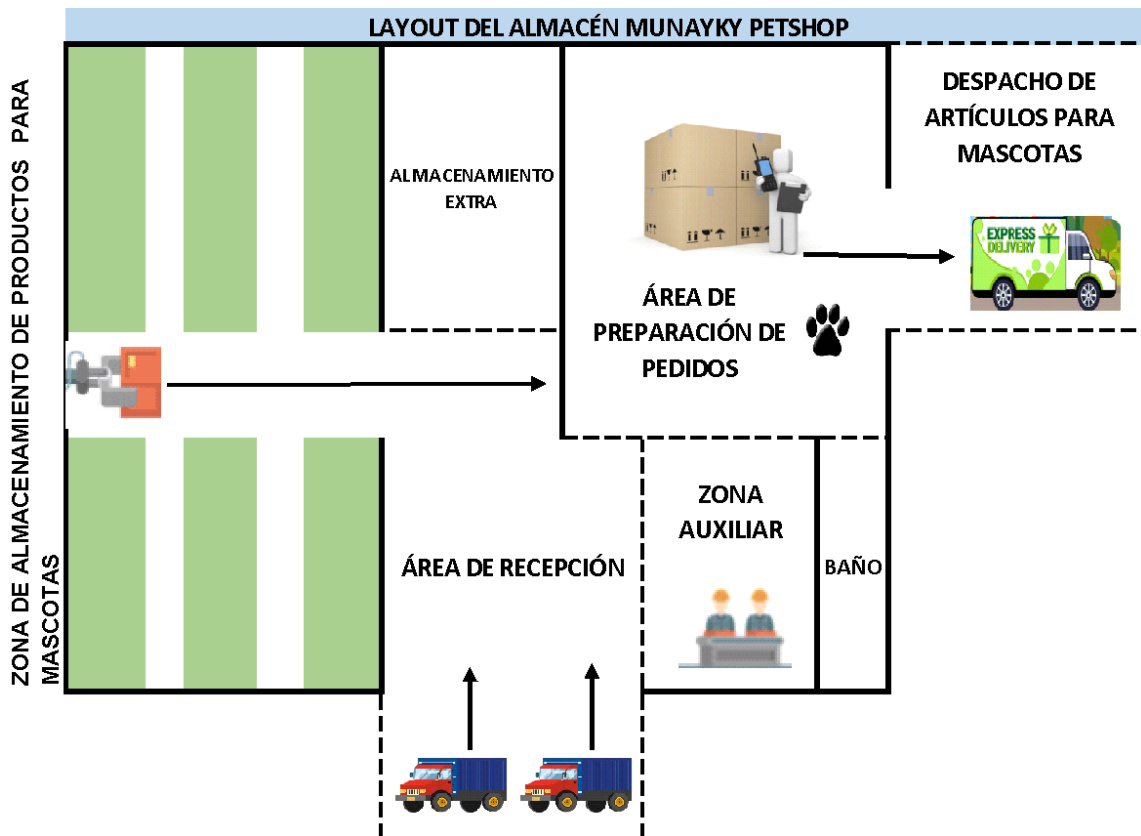 LAYOUT DEL ALMACÉN MUNAYKY PETSHOP
ZONA DE ALMACENAMIENTO DE PRODUCTOS PARA
MASCOTAS
ALMACENAMIENTO
EXTRA
DESPACHO DE
ARTÍCULOS PARA
MASCOTAS
EXPRESS
DELIVERY
ÁREA DE
PREPARACIÓN DE
PEDIDOS
ÁREA DE RECEPCIÓN
ZONA
AUXILIAR
BAÑO